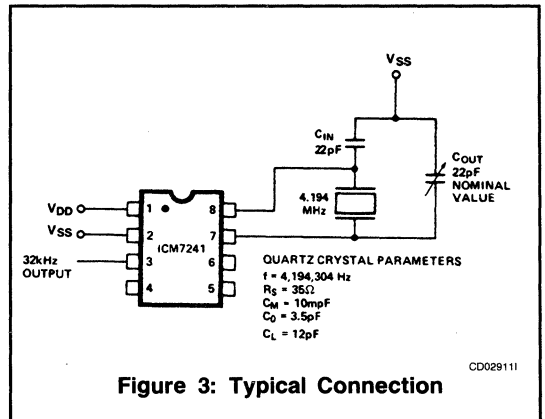 VSS
CIN
22pF
COUT
22pF
NOMINAL
VALUE
4.194
MHz
VDD
VSS
32kHz
OUTPUT
1
2
3
4
8
7
6
5
ICM7241
QUARTZ CRYSTAL PARAMETERS
f = 4,194,304 Hz
RS = 35Ω
CM = 10mpF
C0 = 3.5pF
CL = 12pF
CD02911I
Figure 3: Typical Connection